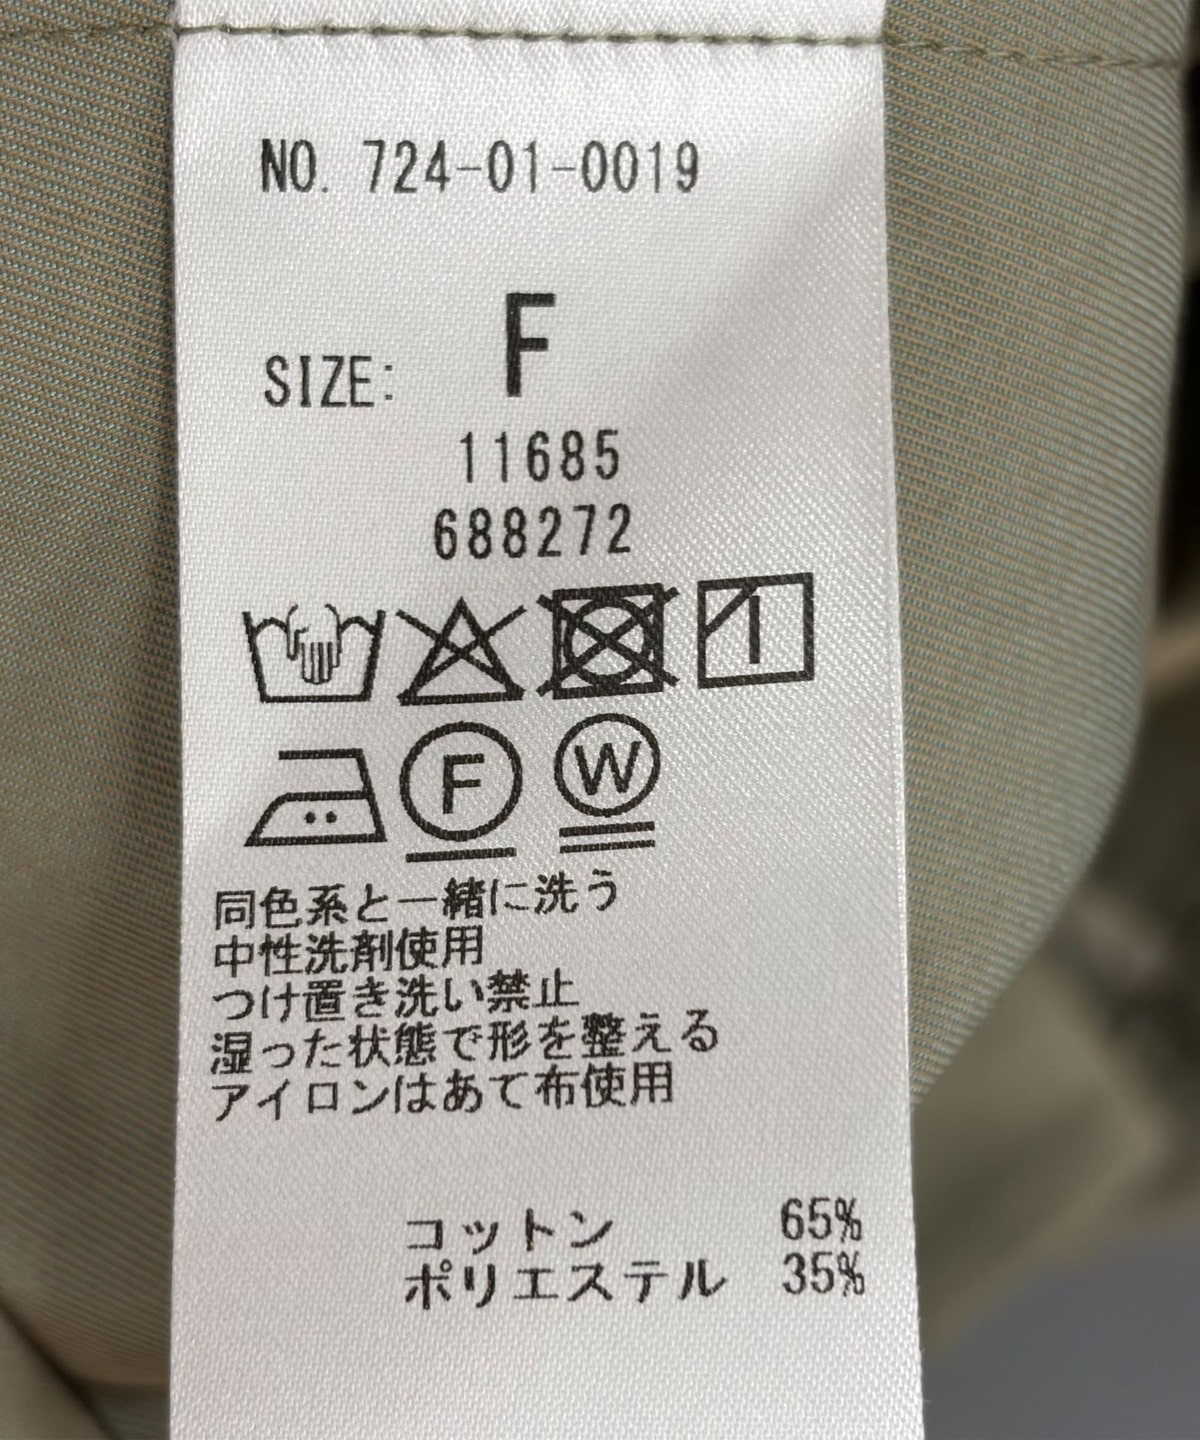 NO. 724-01-0019
SIZE: F
11685
688272
F W
同色系と一緒に洗う
中性洗剤使用
つけ置き洗い禁止
湿った状態で形を整える
アイロンはあて布使用
コットン 65%
ポリエステル 35%